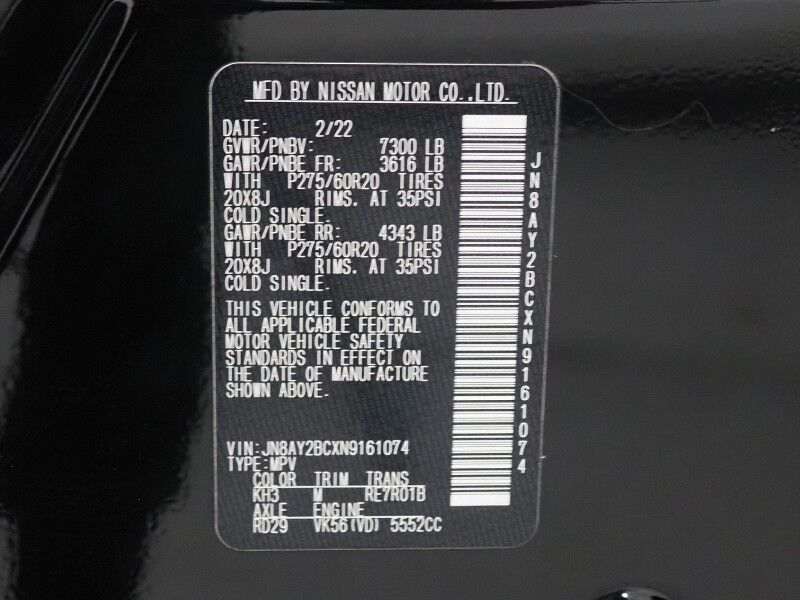 MFD BY NISSAN MOTOR CO.,LTD.
DATE: 2/22
GVWR/PNBV: 7300 LB
GAWR/PNBE FR: 3616 LB
WITH P275/60R20 TIRES
20X8J RIMS. AT 35PSI
COLD SINGLE.
GAWR/PNBE RR: 4343 LB
WITH P275/60R20 TIRES
20X8J RIMS. AT 35PSI
COLD SINGLE.
THIS VEHICLE CONFORMS TO
ALL APPLICABLE FEDERAL
MOTOR VEHICLE SAFETY
STANDARDS IN EFFECT ON
THE DATE OF MANUFACTURE
SHOWN ABOVE.
VIN:JN8AY2BCXN9161074
TYPE:MPV
COLOR TRIM TRANS
KH3 M RE7R01B
AXLE ENGINE
RD29 VK56(VD) 5552CC
JN8AY2BCXN9161074